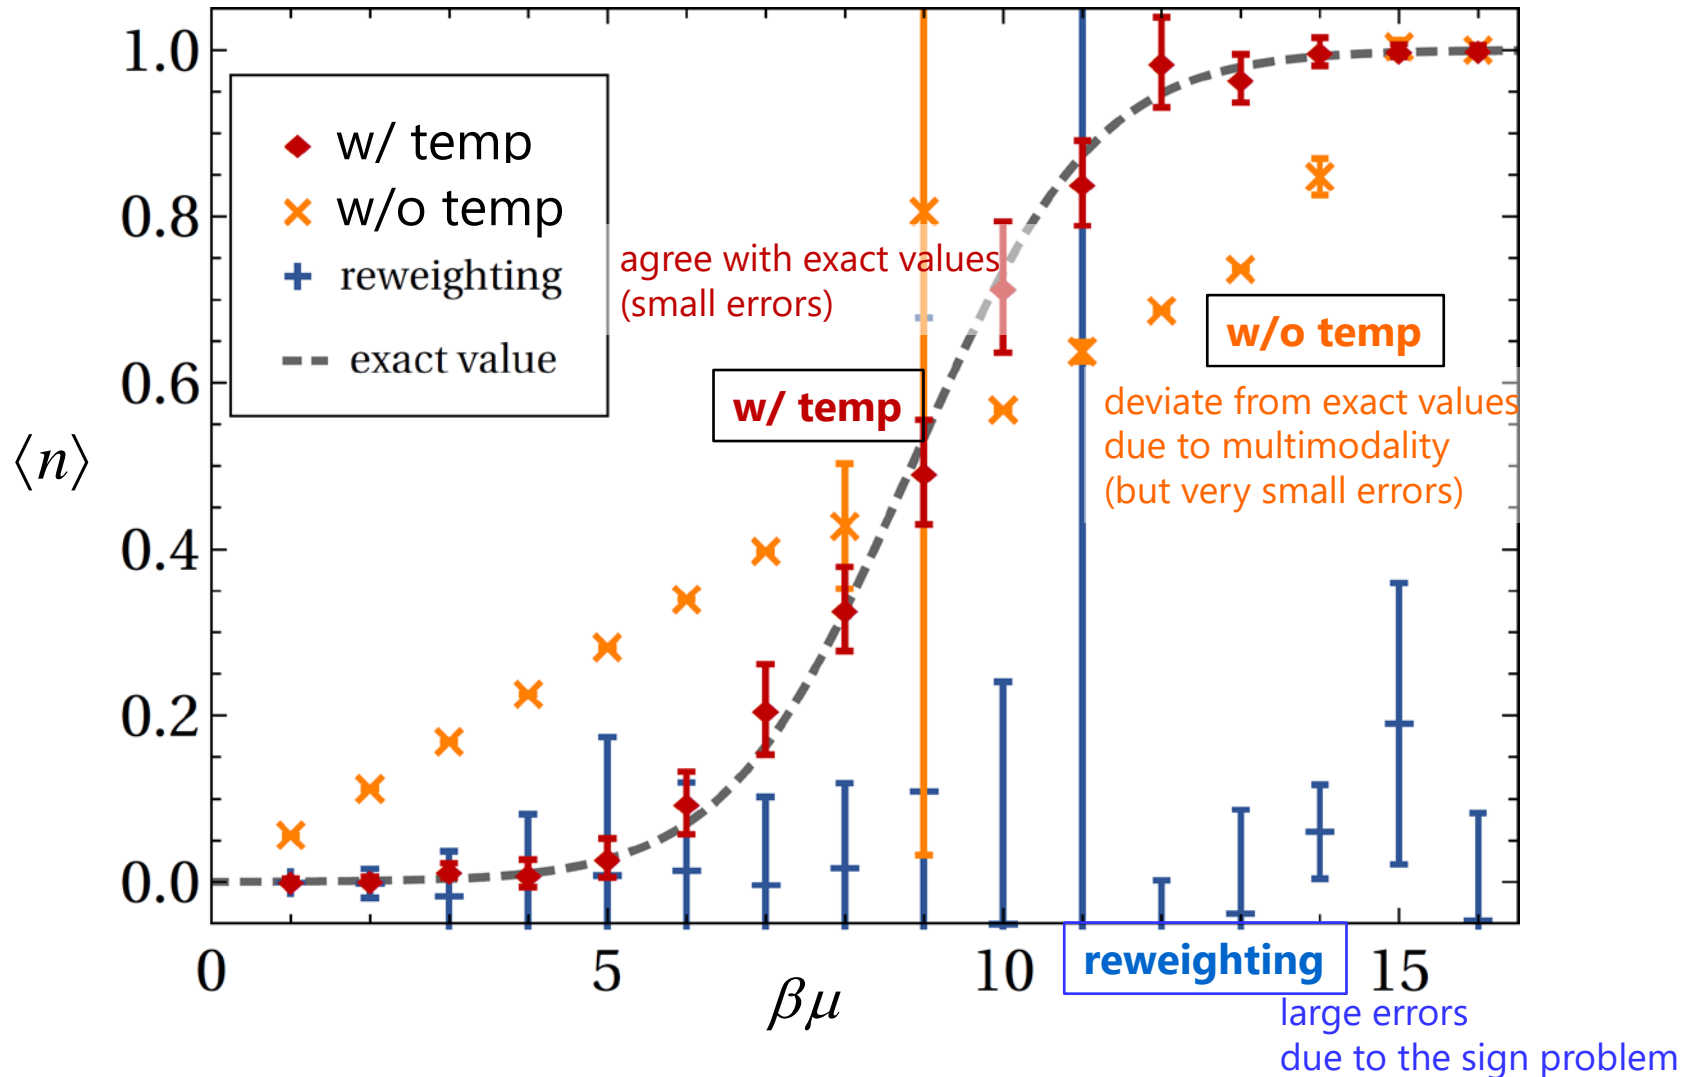 1.0
0.8
0.6
0.4
0.2
0.0
⟨n⟩
w/ temp
w/o temp
reweighting
exact value
agree with exact values
(small errors)
w/ temp
w/o temp
deviate from exact values
due to multimodality
(but very small errors)
0 5 10 15
βμ
reweighting
large errors
due to the sign problem